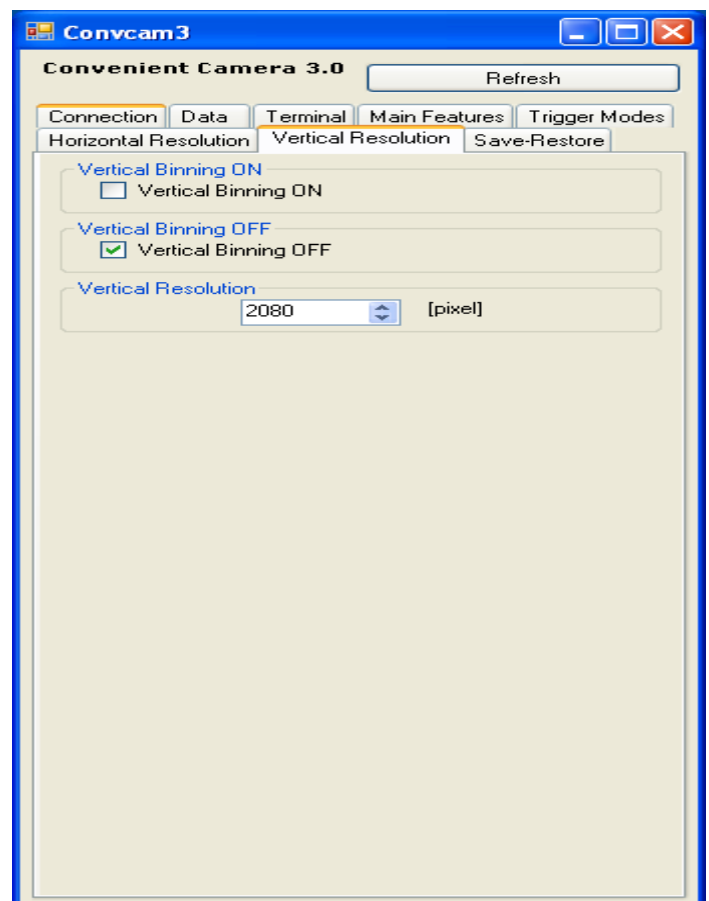 Convcam3
Convenient Camera 3.0
Refresh
Connection Data Terminal Main Features Trigger Modes
Horizontal Resolution Vertical Resolution Save-Restore
Vertical Binning ON
Vertical Binning ON
Vertical Binning OFF
Vertical Binning OFF
Vertical Resolution
2080 [pixel]